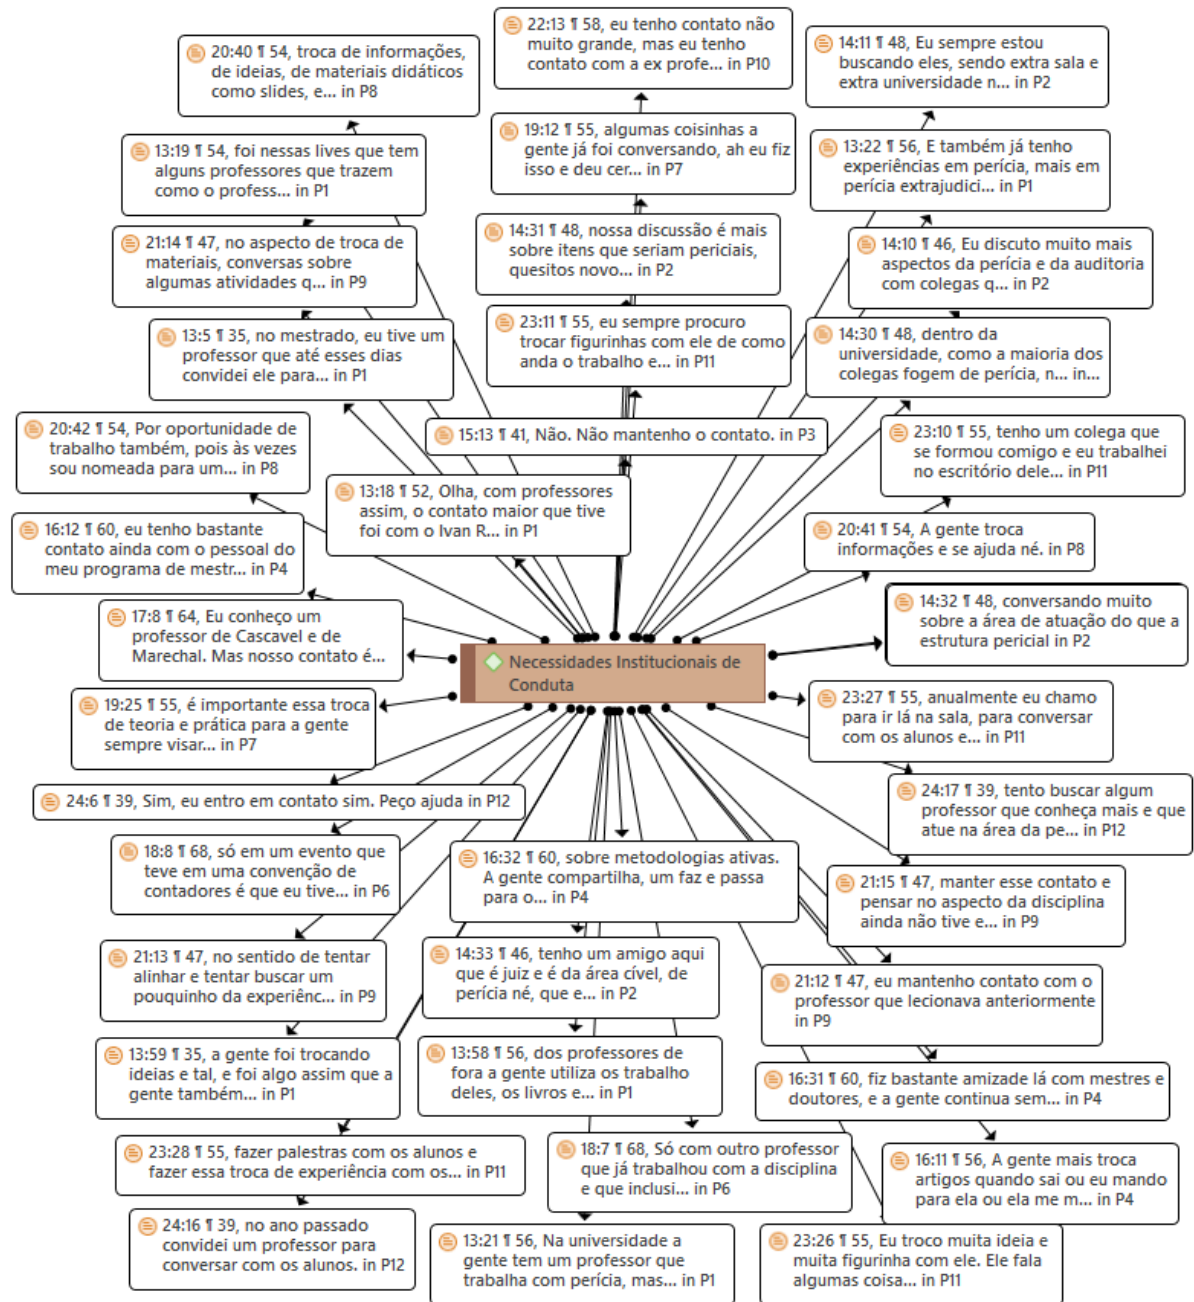 22:13 ¶ 58, eu tenho contato não
muito grande, mas eu tenho
contato com a ex profe... in P10
14:11 ¶ 48, Eu sempre estou
buscando eles, sendo extra sala e
extra universidade n... in P2
20:40 ¶ 54, troca de informações,
de ideias, de materiais didáticos
como slides, e... in P8
19:12 ¶ 55, algumas coisinhas a
gente já foi conversando, ah eu fiz
isso e deu cer... in P7
13:22 ¶ 56, E também já tenho
experiências em perícia, mais em
perícia extrajudici... in P1
13:19 ¶ 54, foi nessas lives que tem
alguns professores que trazem
como o profess... in P1
14:31 ¶ 48, nossa discussão é mais
sobre itens que seriam periciais,
quesitos novo... in P2
14:10 ¶ 46, Eu discuto muito mais
aspectos da perícia e da auditoria
com colegas q... in P2
21:14 ¶ 47, no aspecto de troca de
materiais, conversas sobre
algumas atividades q... in P9
23:11 ¶ 55, eu sempre procuro
trocar figurinhas com ele de como
anda o trabalho e... in P11
14:30 ¶ 48, dentro da
universidade, como a maioria dos
colegas fogem de perícia, n... in...
13:5 ¶ 35, no mestrado, eu tive um
professor que até esses dias
convidei ele para... in P1
20:42 ¶ 54, Por oportunidade de
trabalho também, pois às vezes
sou nomeada para um... in P8
15:13 ¶ 41, Não. Não mantenho o contato. in P3
23:10 ¶ 55, tenho um colega que
se formou comigo e eu trabalhei
no escritório dele... in P11
13:18 ¶ 52, Olha, com professores
assim, o contato maior que tive
foi com o Ivan R... in P1
16:12 ¶ 60, eu tenho bastante
contato ainda com o pessoal do
meu programa de mestr... in P4
20:41 ¶ 54, A gente troca
informações e se ajuda né. in P8
17:8 ¶ 64, Eu conheço um
professor de Cascavel e de
Marechal. Mas nosso contato é...
14:32 ¶ 48, conversando muito
sobre a área de atuação do que a
estrutura pericial in P2
Necessidades Institucionais de
Conduta
19:25 ¶ 55, é importante essa troca
de teoria e prática para a gente
sempre visar... in P7
23:27 ¶ 55, anualmente eu chamo
para ir lá na sala, para conversar
com os alunos e... in P11
24:6 ¶ 39, Sim, eu entro em contato sim. Peço ajuda in P12
24:17 ¶ 39, tento buscar algum
professor que conheça mais e que
atue na área da pe... in P12
18:8 ¶ 68, só em um evento que
teve em uma convenção de
contadores é que eu tive... in P6
16:32 ¶ 60, sobre metodologias ativas.
A gente compartilha, um faz e passa
para o... in P4
21:15 ¶ 47, manter esse contato e
pensar no aspecto da disciplina
ainda não tive e... in P9
21:13 ¶ 47, no sentido de tentar
alinhar e tentar buscar um
pouquinho da experiênc... in P9
14:33 ¶ 46, tenho um amigo aqui
que é juiz e é da área cível, de
perícia né, que e... in P2
21:12 ¶ 47, eu mantenho contato com o
professor que lecionava anteriormente
in P9
13:59 ¶ 35, a gente foi trocando
ideias e tal, e foi algo assim que a
gente também... in P1
13:58 ¶ 56, dos professores de
fora a gente utiliza os trabalho
deles, os livros e... in P1
16:31 ¶ 60, fiz bastante amizade lá com mestres e
doutores, e a gente continua sem... in P4
23:28 ¶ 55, fazer palestras com os alunos e
fazer essa troca de experiência com os... in P11
18:7 ¶ 68, Só com outro professor
que já trabalhou com a disciplina
e que inclusi... in P6
16:11 ¶ 56, A gente mais troca
artigos quando sai ou eu mando
para ela ou ela me m... in P4
24:16 ¶ 39, no ano passado
convidei um professor para
conversar com os alunos. in P12
13:21 ¶ 56, Na universidade a
gente tem um professor que
trabalha com perícia, mas... in P1
23:26 ¶ 55, Eu troco muita ideia e
muita figurinha com ele. Ele fala
algumas coisa... in P11